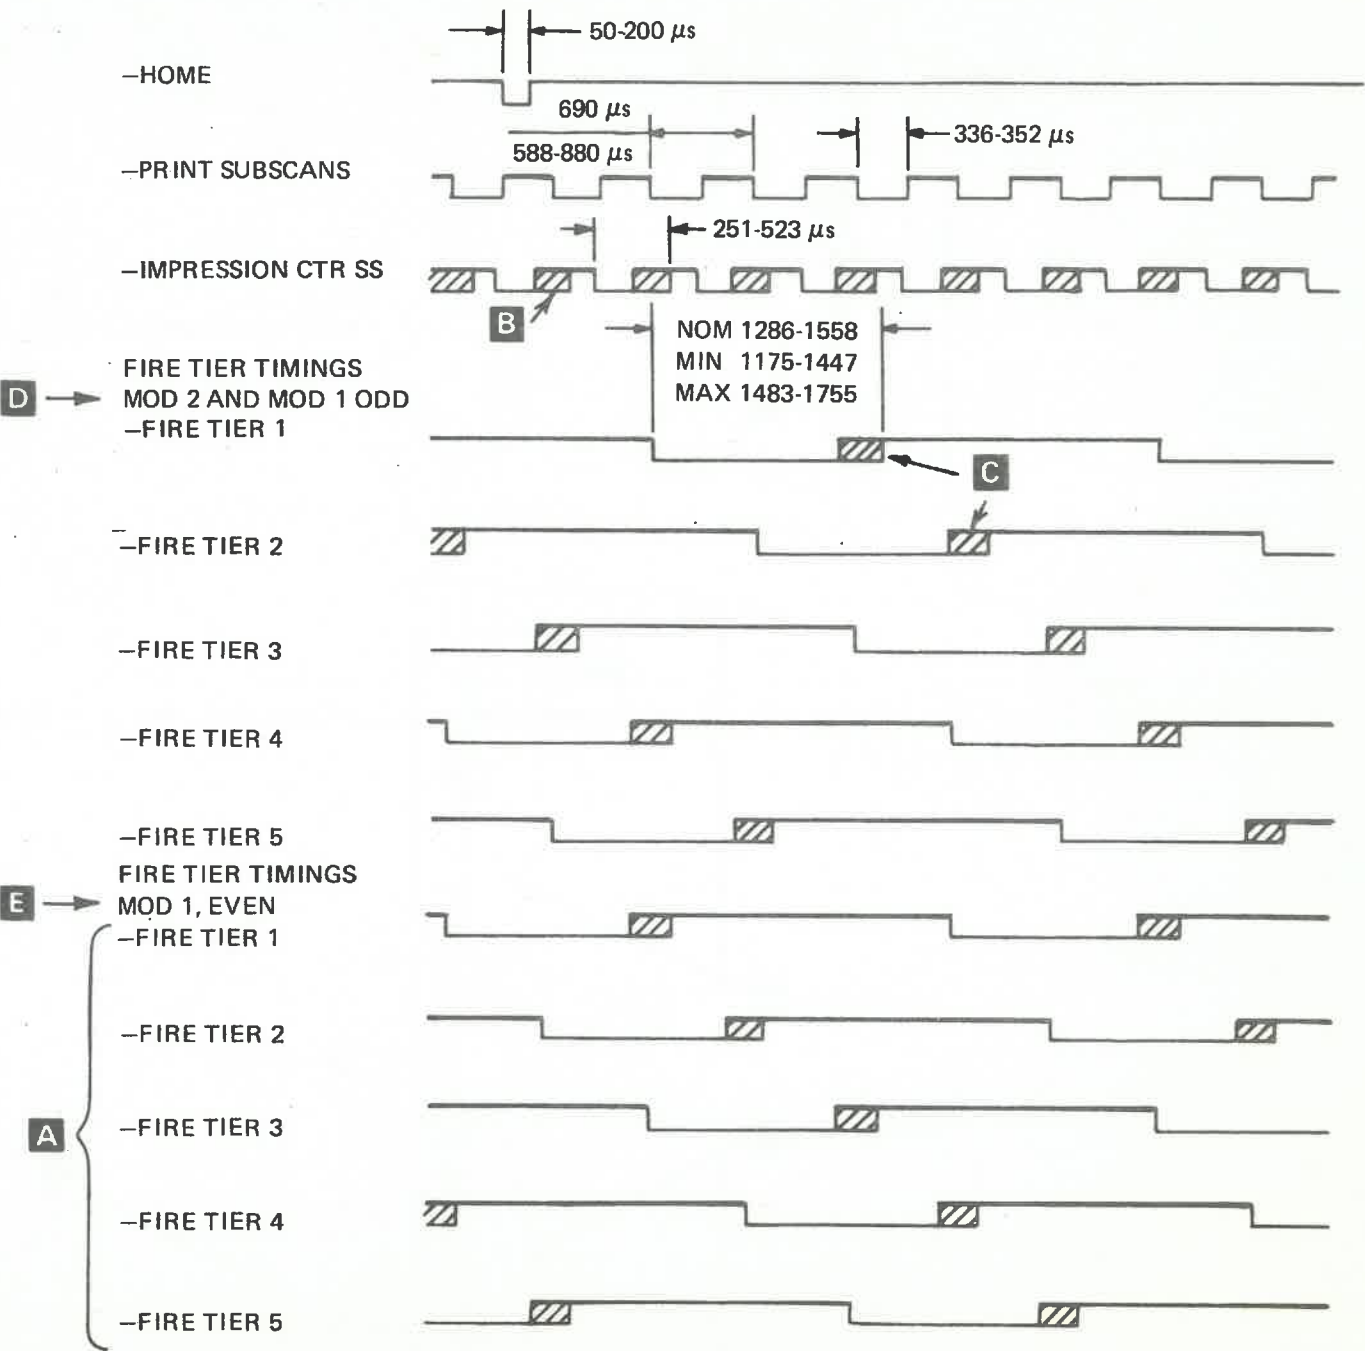 50-200 µs
–HOME
690 µs
588-880 µs
336-352 µs
–PRINT SUBSCANS
251-523 µs
–IMPRESSION CTR SS
B
NOM 1286-1558
MIN 1175-1447
MAX 1483-1755
FIRE TIER TIMINGS
D
MOD 2 AND MOD 1 ODD
–FIRE TIER 1
C
–FIRE TIER 2
–FIRE TIER 3
–FIRE TIER 4
–FIRE TIER 5
FIRE TIER TIMINGS
E
MOD 1, EVEN
–FIRE TIER 1
–FIRE TIER 2
–FIRE TIER 3
A
–FIRE TIER 4
–FIRE TIER 5